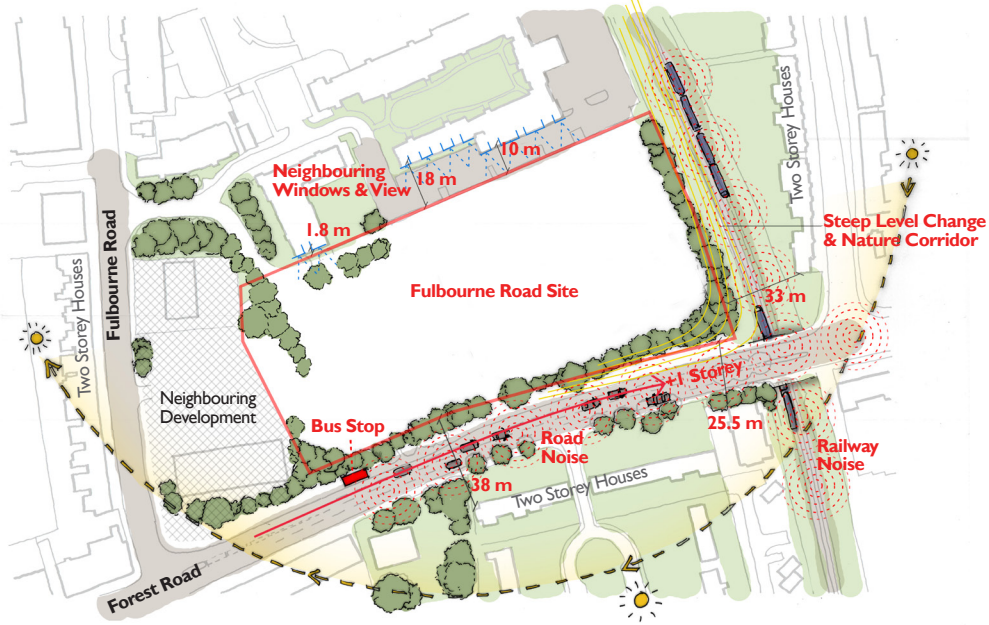 10 m
Neighbouring
Windows & View
18 m
Two Storey Houses
1.8 m
Steep Level Change
& Nature Corridor
Fulbourne Road
Fulbourne Road Site
33 m
Two Storey Houses
+1 Storey
Neighbouring
Development
Bus Stop
25.5 m
Road
Noise
Railway
Noise
38 m
Two Storey Houses
Forest Road